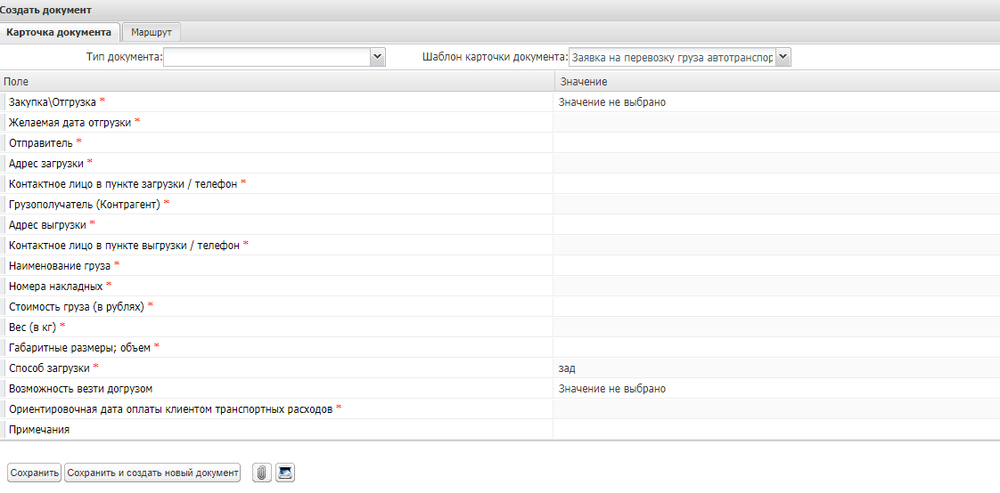 Создать документ
Карточка документа Маршрут
Тип документа: Шаблон карточки документа: Заявка на перевозку груза автотранспор
Поле Значение
Закупка\Отгрузка * Значение не выбрано
Желаемая дата отгрузки *
Отправитель *
Адрес загрузки *
Контактное лицо в пункте загрузки / телефон *
Грузополучатель (Контрагент) *
Адрес выгрузки *
Контактное лицо в пункте выгрузки / телефон *
Наименование груза *
Номера накладных *
Стоимость груза (в рублях) *
Вес (в кг) *
Габаритные размеры; объем *
Способ загрузки * зад
Возможность везти догрузом Значение не выбрано
Ориентировочная дата оплаты клиентом транспортных расходов *
Примечания
Сохранить Сохранить и создать новый документ